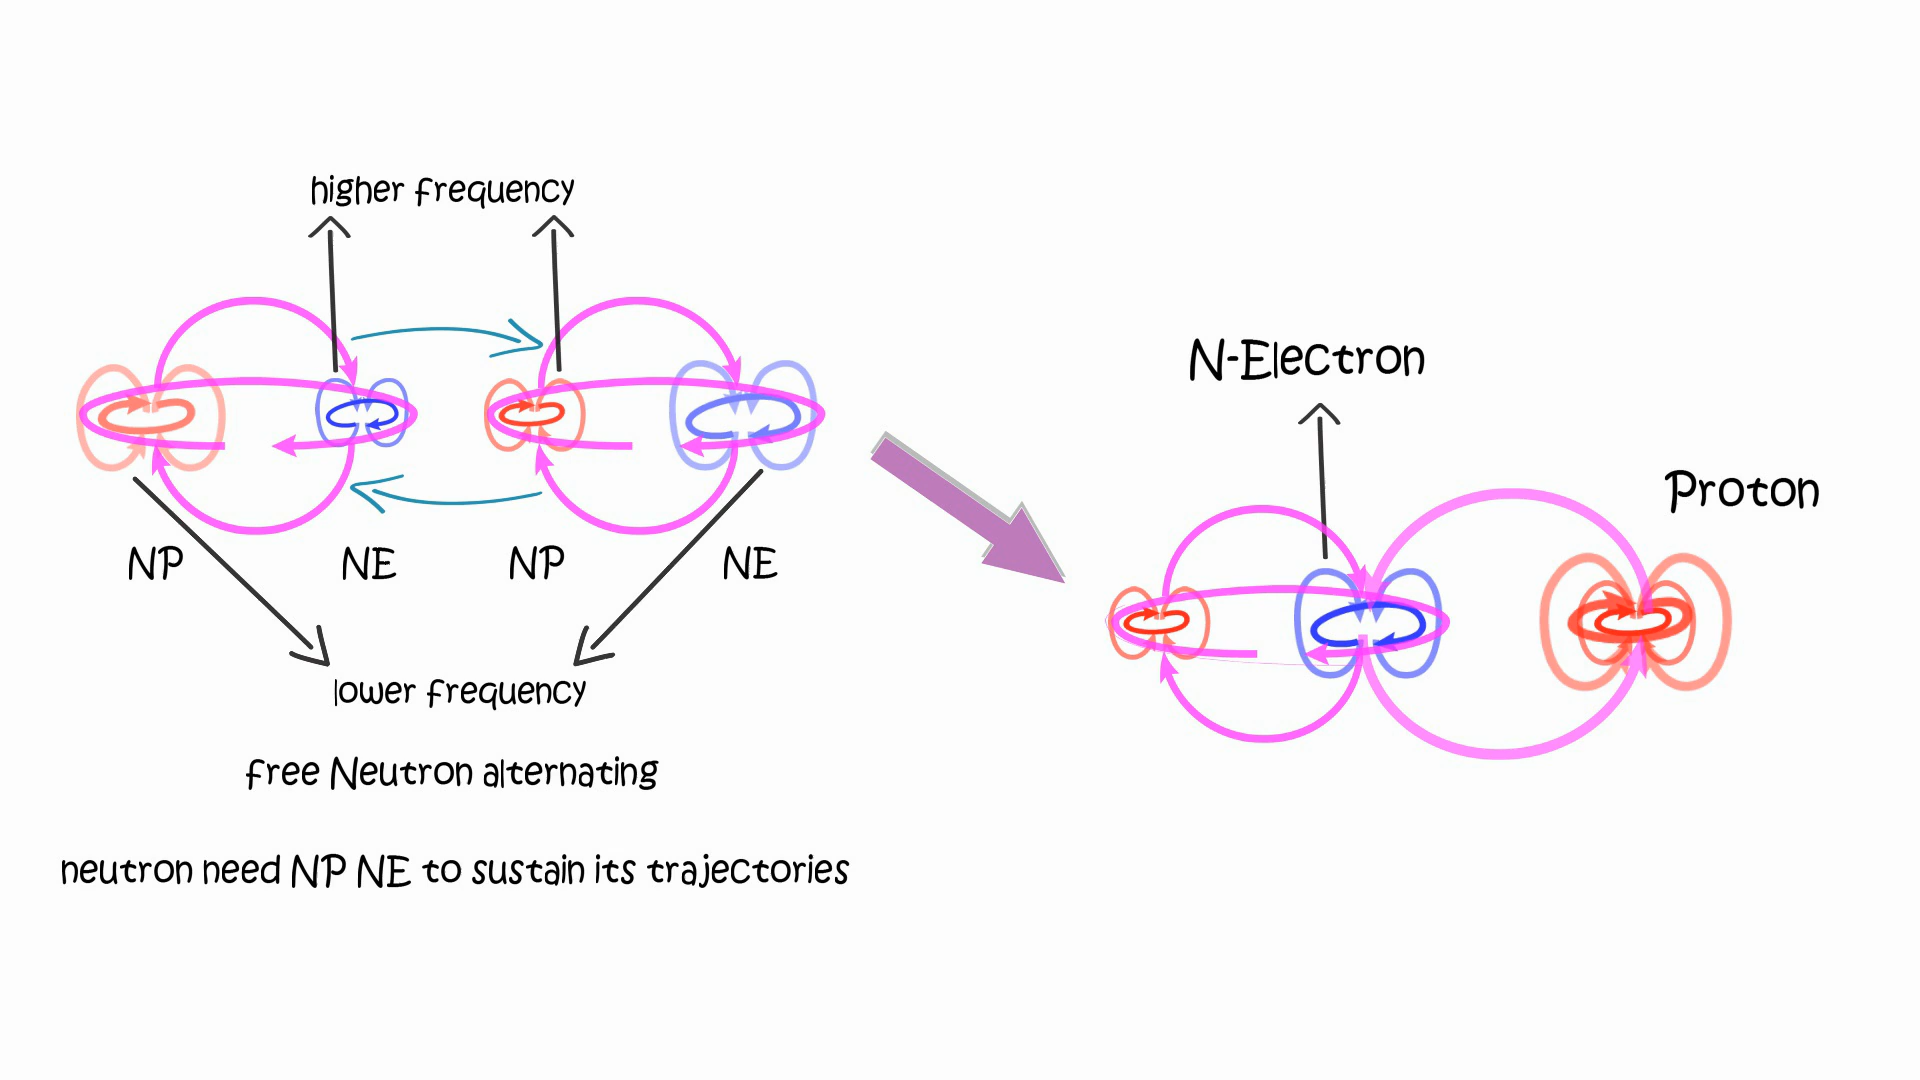 higher frequency
N-Electron
Proton
NP NE NP NE
lower frequency
free Neutron alternating
neutron need NP NE to sustain its trajectories